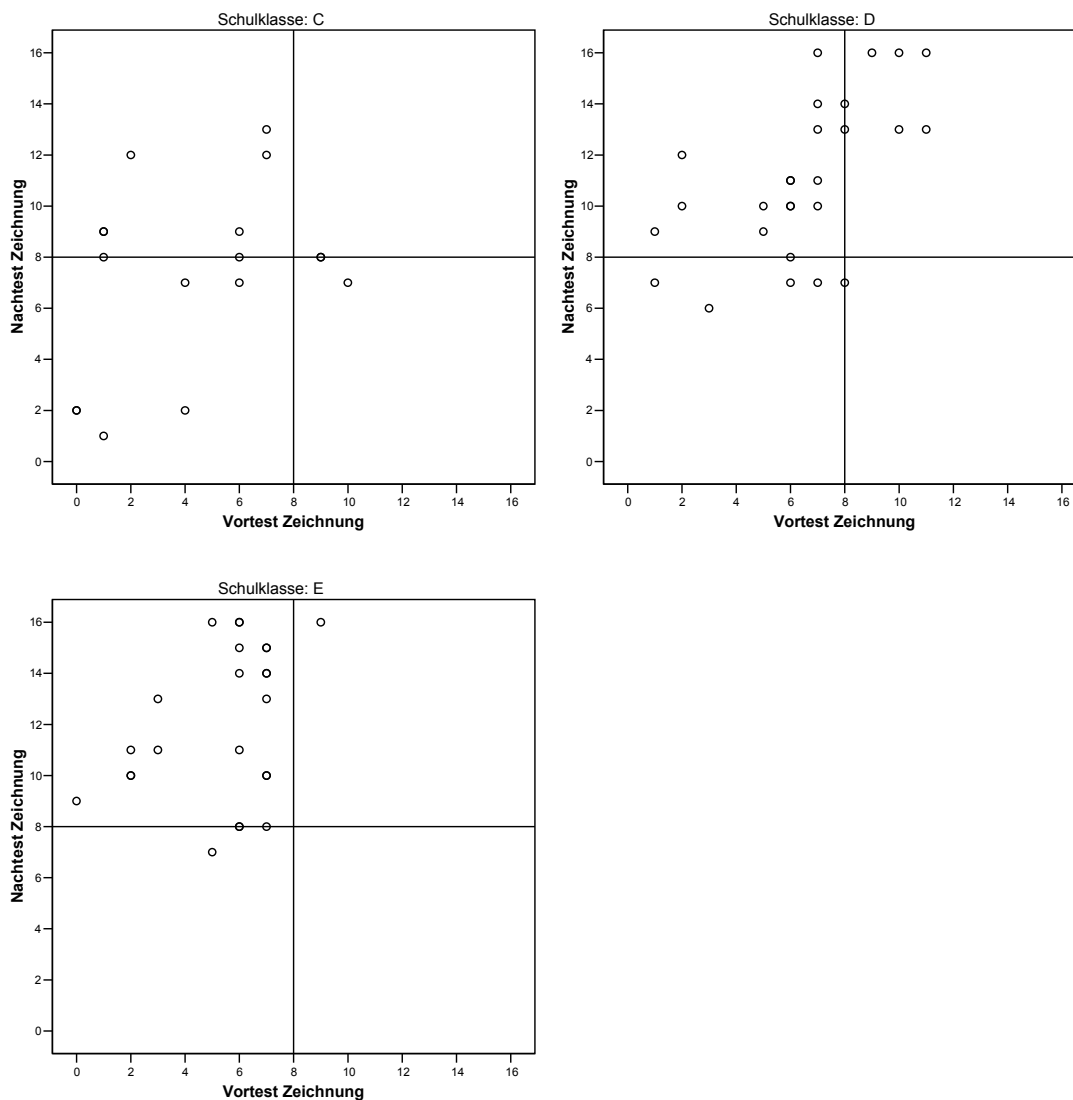 Schulklasse: C
16
14
12
10
8
6
4
2
0
Nachtest Zeichnung
0 2 4 6 8 10 12 14 16
Vortest Zeichnung
Schulklasse: D
16
14
12
10
8
6
4
2
0
Nachtest Zeichnung
0 2 4 6 8 10 12 14 16
Vortest Zeichnung
Schulklasse: E
16
14
12
10
8
6
4
2
0
Nachtest Zeichnung
0 2 4 6 8 10 12 14 16
Vortest Zeichnung